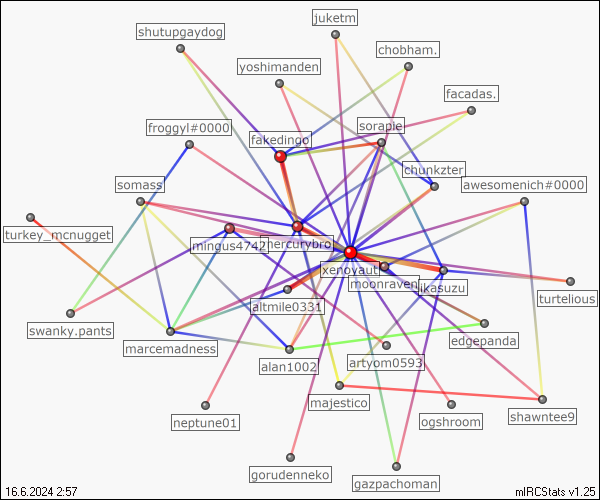 juketm
shutupgaydog
chobham.
yoshimanden
facadas.
froggyl#0000
sorapie
fakedingo
chunkzter
somass
awesomenich#0000
turkey_mcnugget
mingus4742
mercurybro
xenoyauti
moonraven
ikasuzu
turtelious
altmile0331
swanky.pants
marcemadness
edgepanda
alan1002
artyom0593
majestico
neptune01
ogshroom
shawntee9
gorudenneko
gazpachoman
16.6.2024 2:57
mIRCStats v1.25